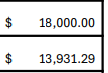 $ 18,000.00
$ 13,931.29